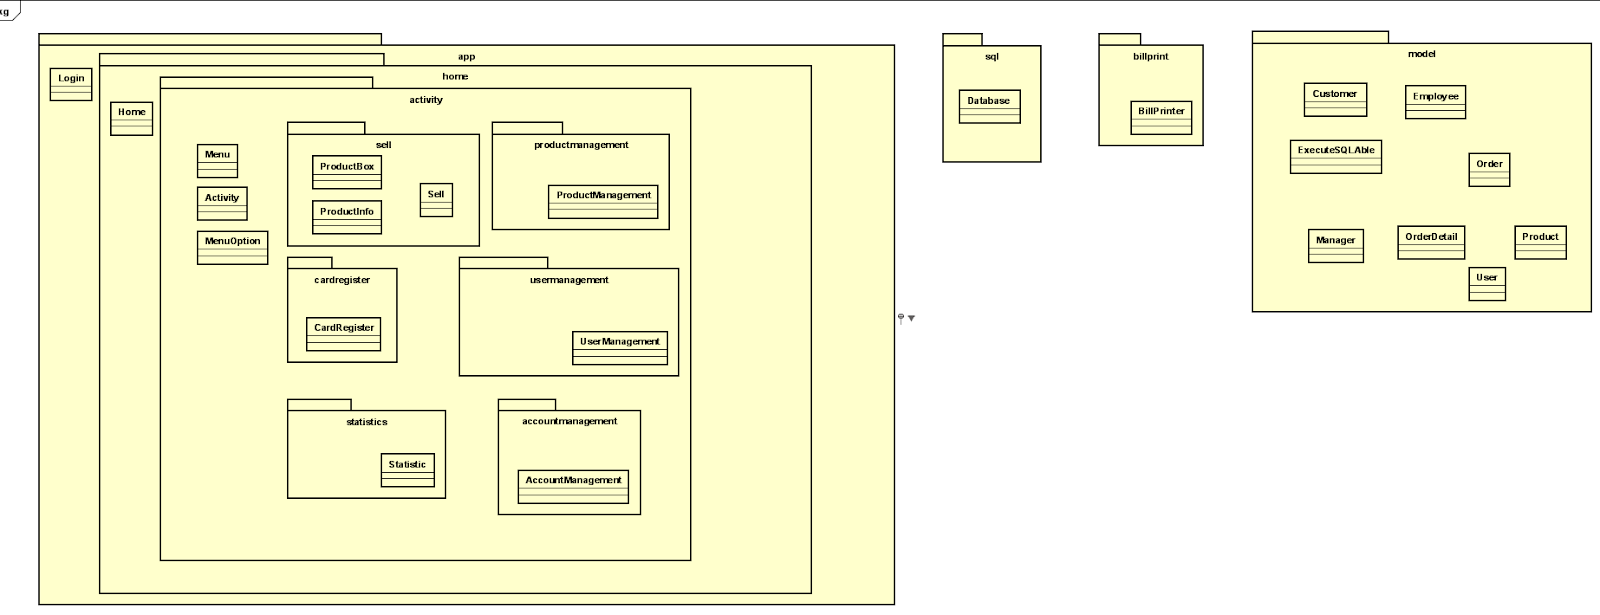 kg
app
Login
home
Home
activity
Menu
Activity
MenuOption
sell
ProductBox
ProductInfo
Sell
productmanagement
ProductManagement
cardregister
CardRegister
usermanagement
UserManagement
statistics
Statistic
accountmanagement
AccountManagement
sql
Database
billprint
BillPrinter
model
Customer
Employee
ExecuteSQLAble
Order
Manager
OrderDetail
Product
User